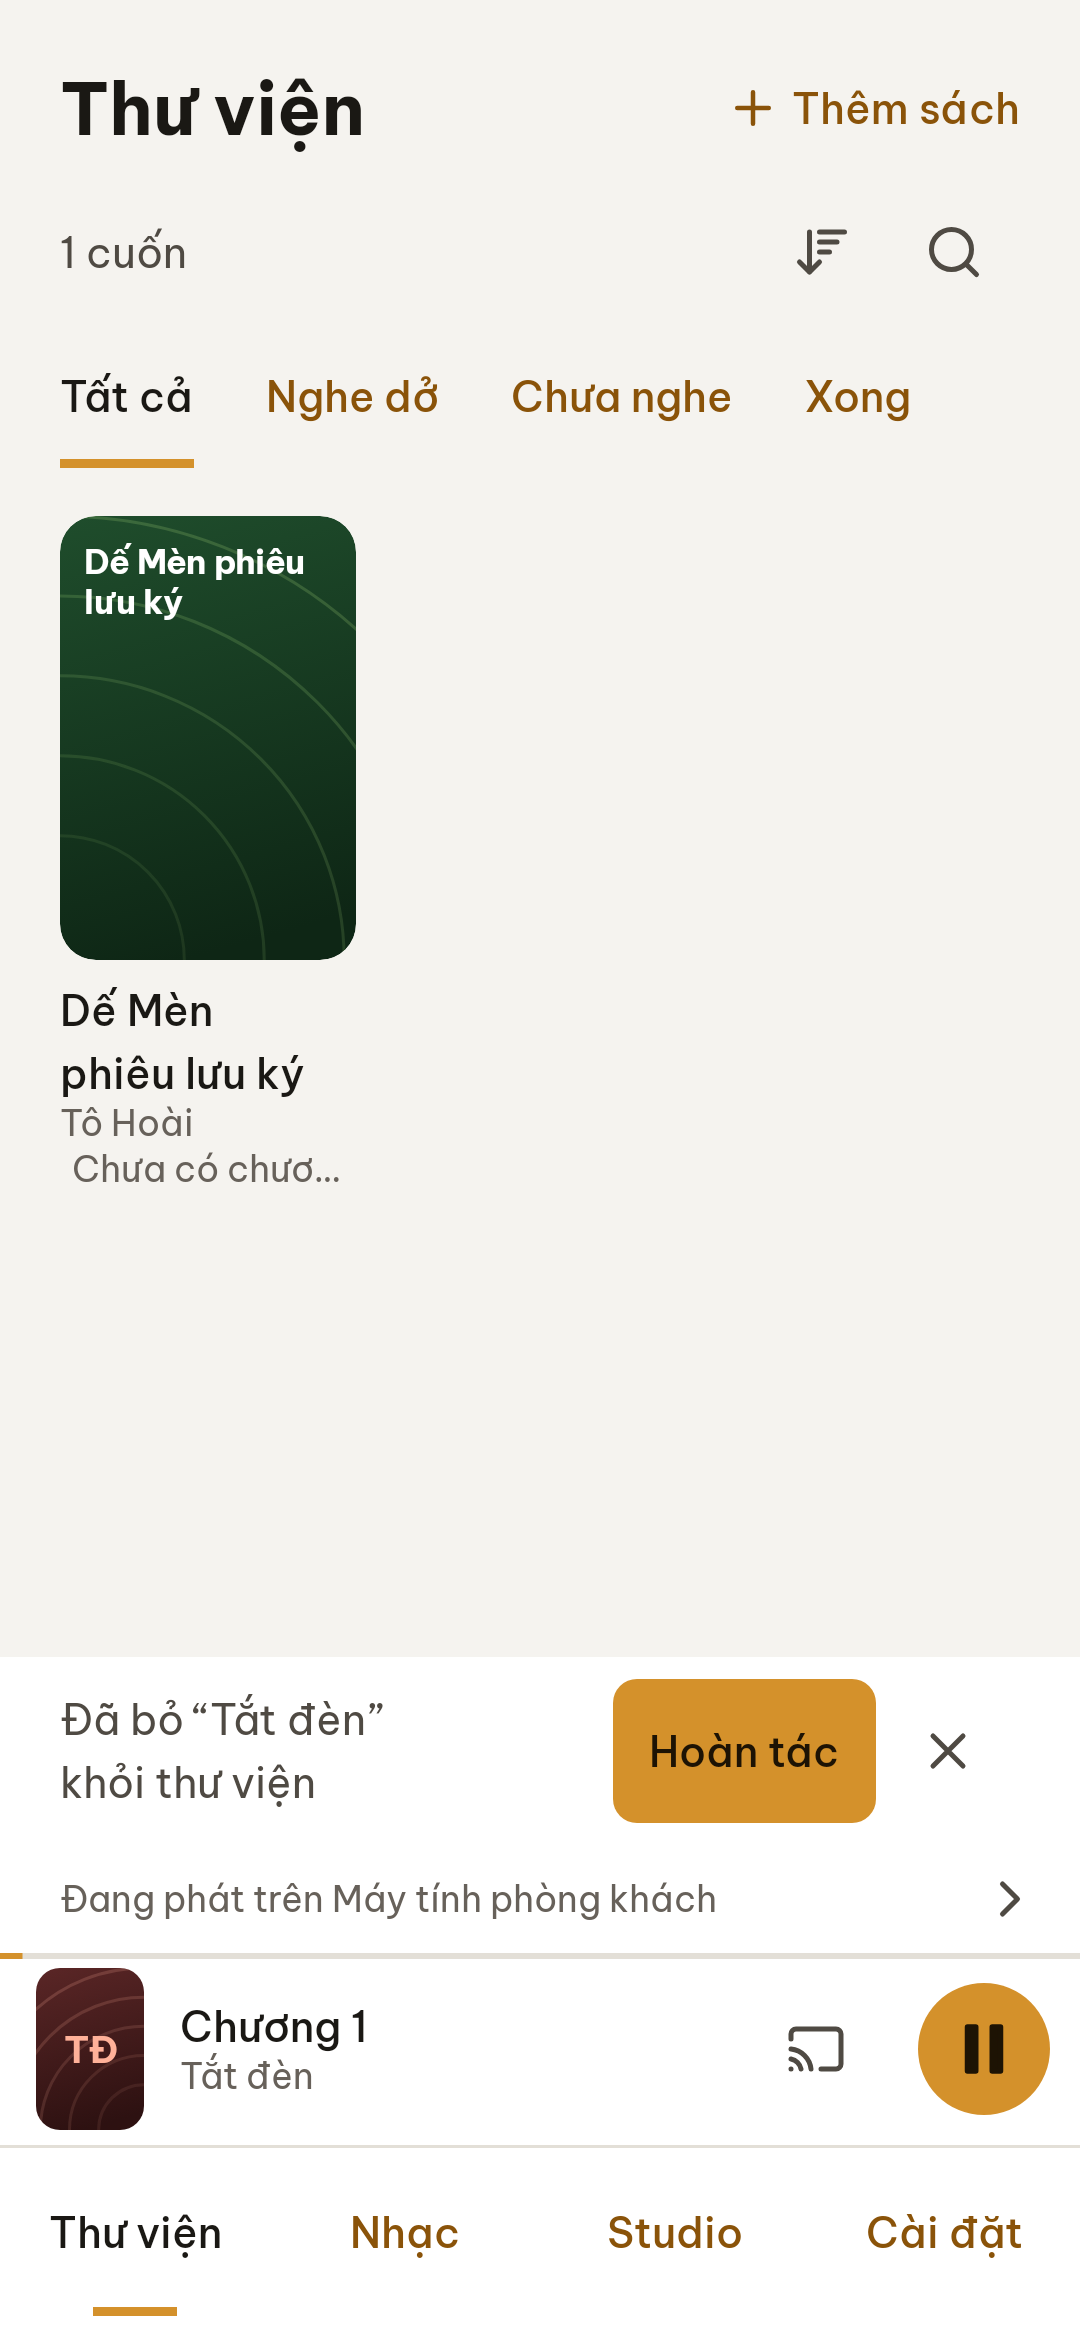 Thư viện
Thêm sách
1 cuốn
Tất cả
Nghe dở
Chưa nghe
Xong
Dế Mèn phiêu
lưu ký
Dế Mèn
phiêu lưu ký
Tô Hoài
Chưa có chươ...
Đã bỏ “Tắt đèn”
khỏi thư viện
Hoàn tác
Đang phát trên Máy tính phòng khách
TĐ
Chương 1
Tắt đèn
Thư viện
Nhạc
Studio
Cài đặt